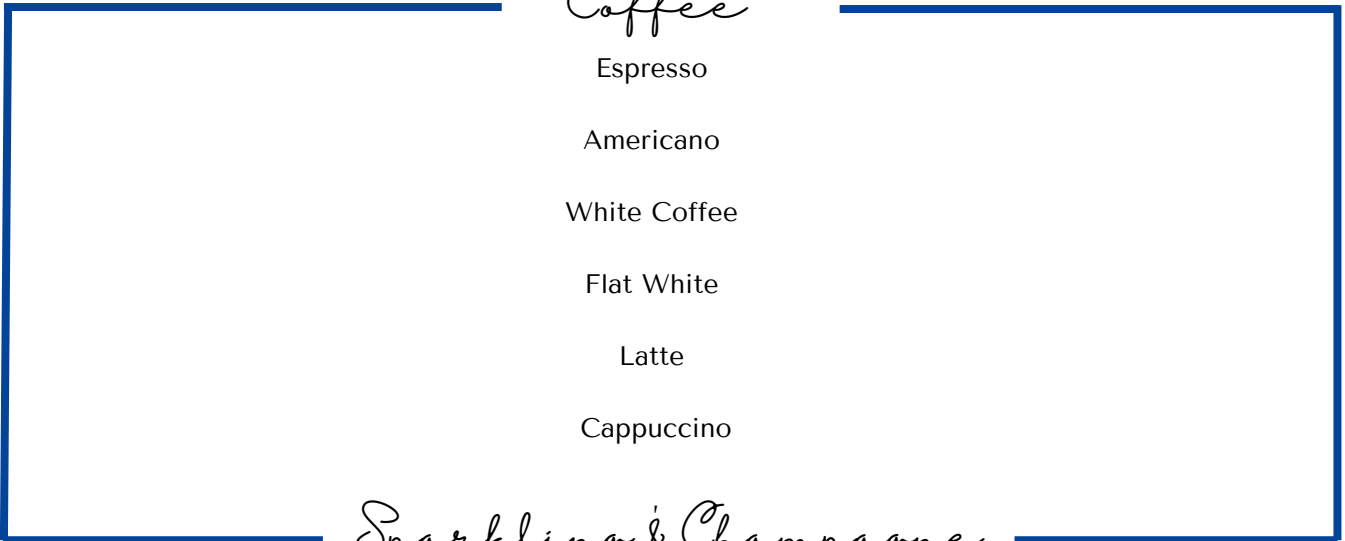 Coffee
Espresso
Americano
White Coffee
Flat White
Latte
Cappuccino
Sparkling & Champagnes